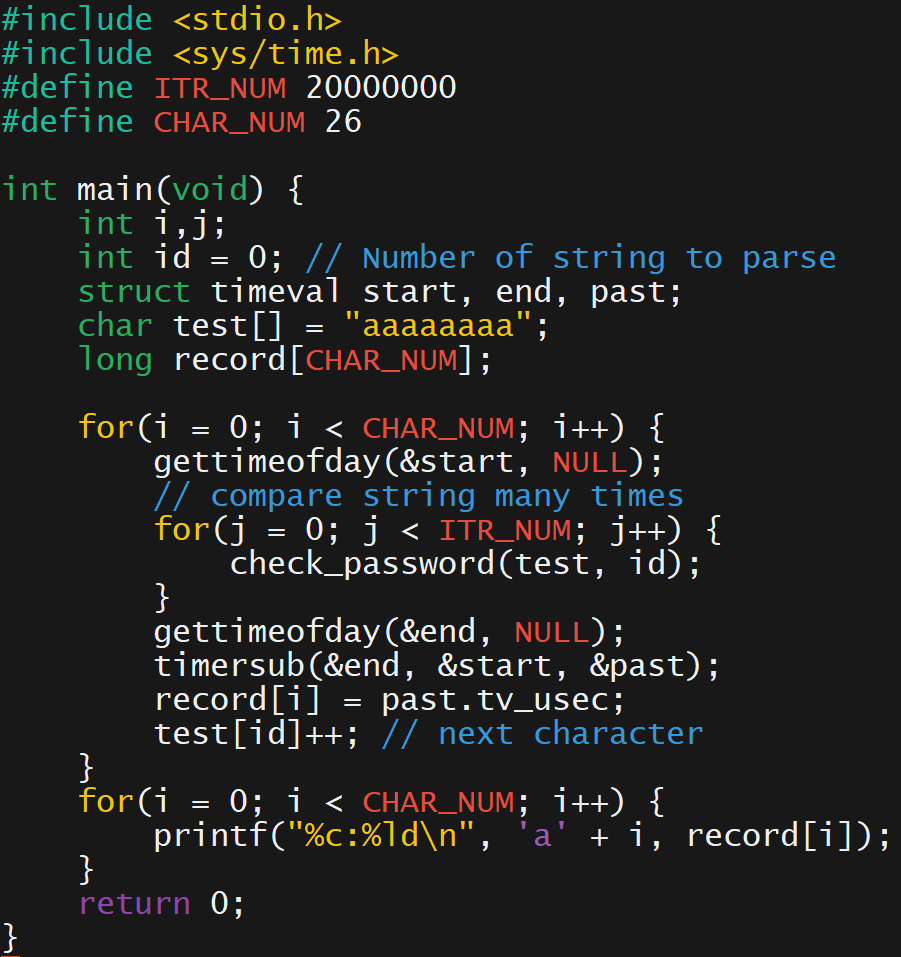 #include <stdio.h>
#include <sys/time.h>
#define ITR_NUM 20000000
#define CHAR_NUM 26

int main(void) {
    int i,j;
    int id = 0; // Number of string to parse
    struct timeval start, end, past;
    char test[] = "aaaaaaaa";
    long record[CHAR_NUM];

    for(i = 0; i < CHAR_NUM; i++) {
        gettimeofday(&start, NULL);
        // compare string many times
        for(j = 0; j < ITR_NUM; j++) {
            check_password(test, id);
        }
        gettimeofday(&end, NULL);
        timersub(&end, &start, &past);
        record[i] = past.tv_usec;
        test[id]++; // next character
    }
    for(i = 0; i < CHAR_NUM; i++) {
        printf("%c:%ld\n", 'a' + i, record[i]);
    }
    return 0;
}